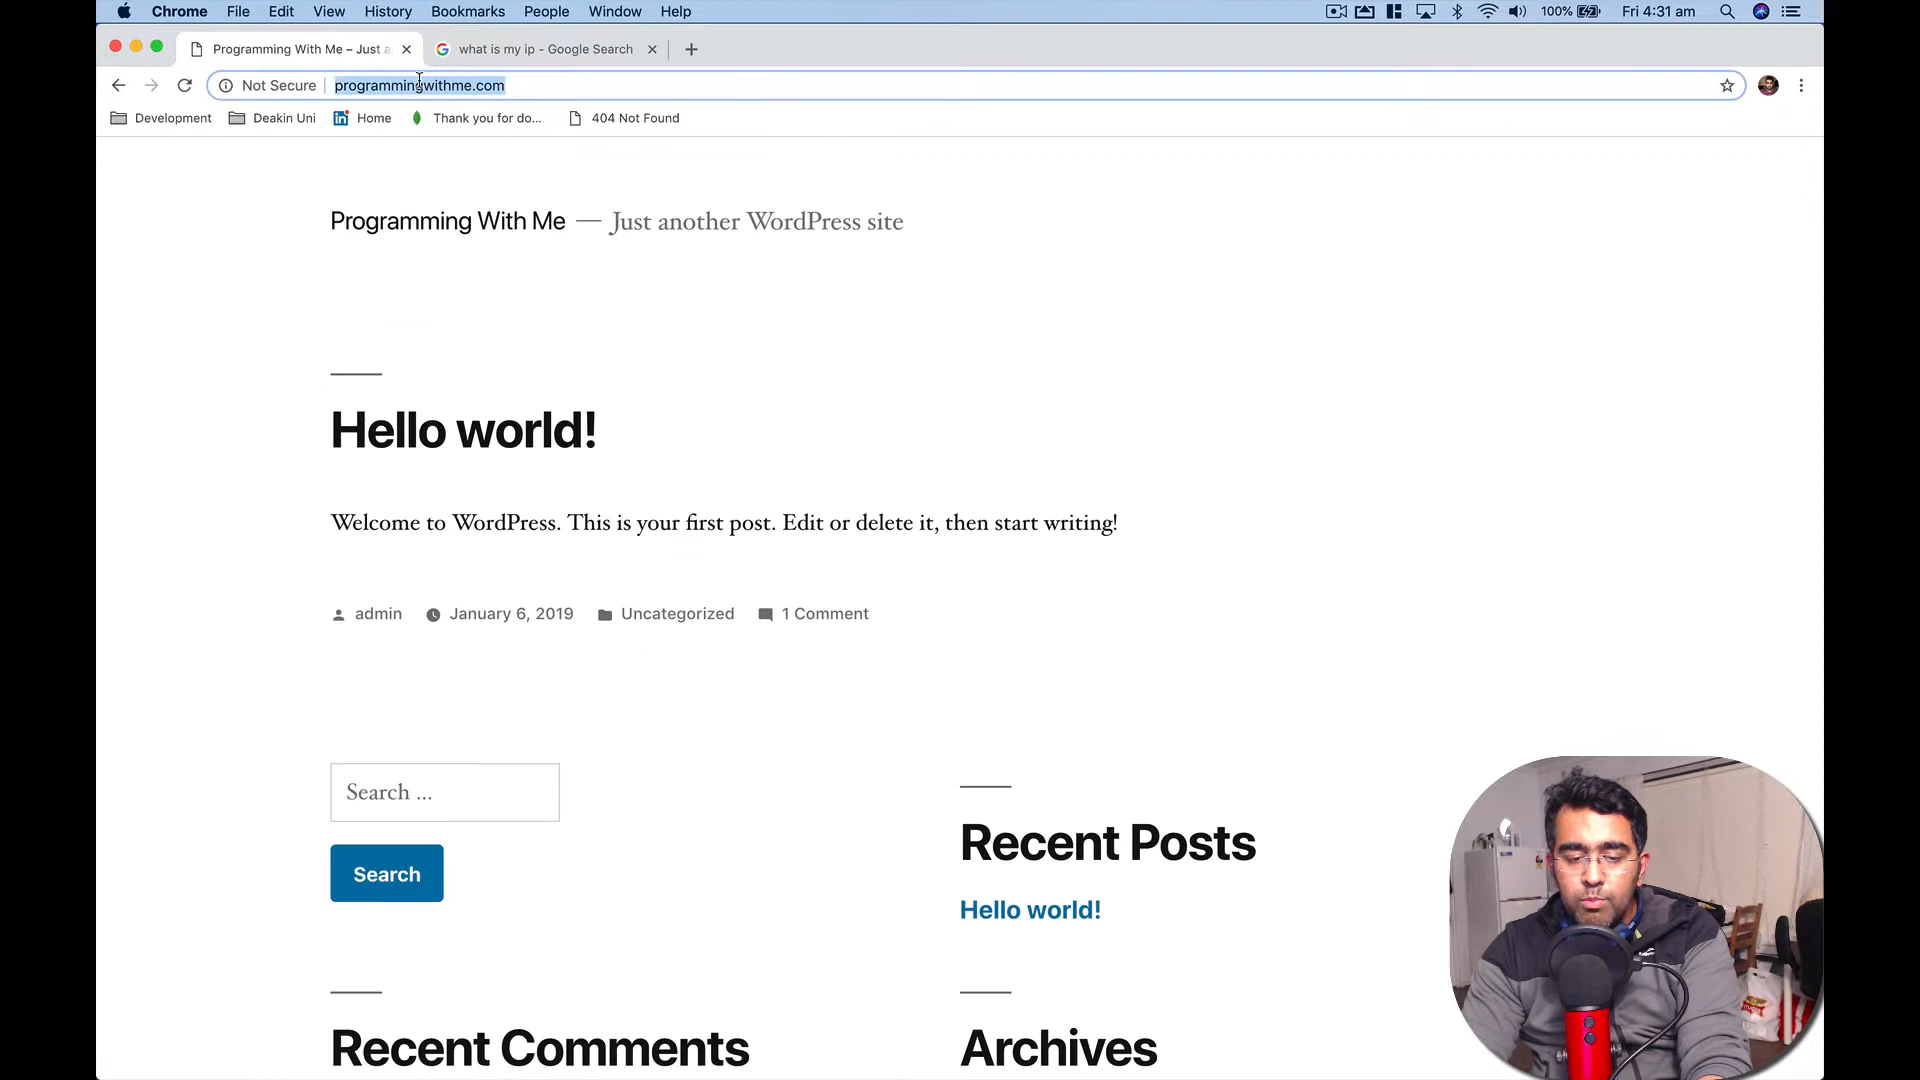 Chrome File Edit View History Bookmarks People Window Help 100% Fri 4:31 am
Programming With Me – Just a what is my ip - Google Search
Not Secure programmingwithme.com
Development Deakin Uni Home Thank you for do... 404 Not Found
Programming With Me — Just another WordPress site
Hello world!
Welcome to WordPress. This is your first post. Edit or delete it, then start writing!
admin January 6, 2019 Uncategorized 1 Comment
Search ...
Search
Recent Posts
Hello world!
Recent Comments
Archives